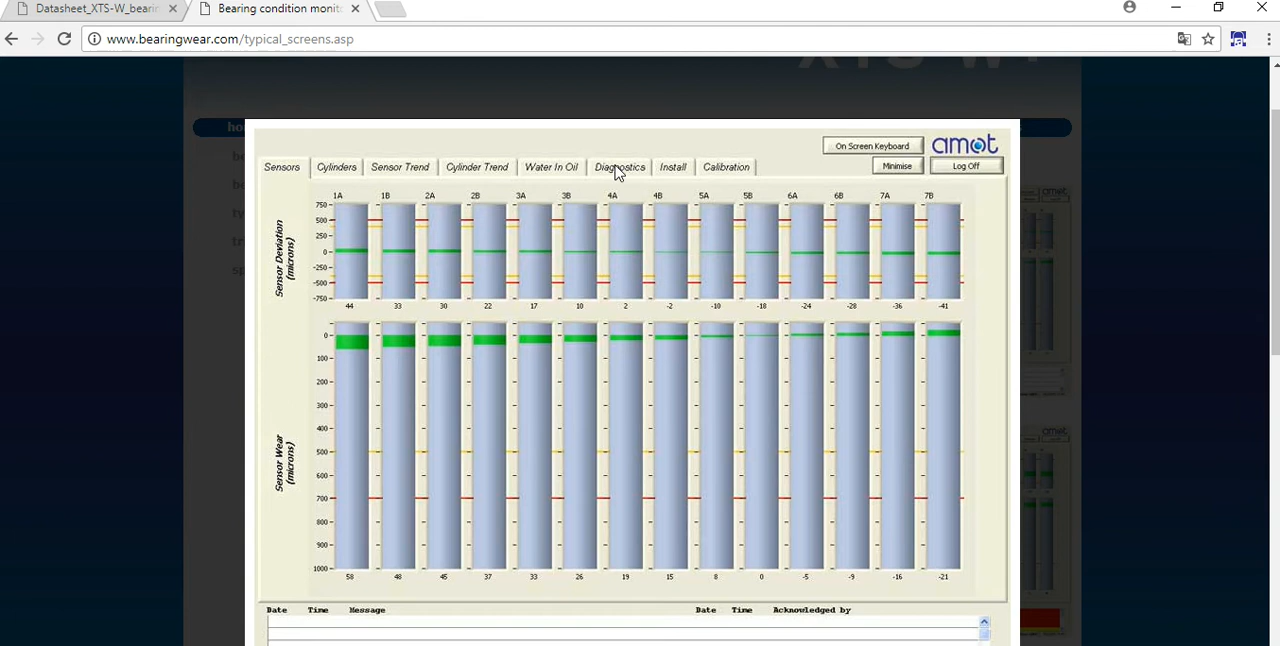 Datasheet_XTS-W_bearin
Bearing condition monito
www.bearingwear.com/typical_screens.asp
On Screen Keyboard
amot
Sensors Cylinders Sensor Trend Cylinder Trend Water In Oil Diagnostics Install Calibration
Minimise Log Off
1A 1B 2A 2B 3A 3B 4A 4B 5A 5B 6A 6B 7A 7B
Sensor Deviation
(microns)
750
500
250
0
-250
-500
-750
44 33 30 22 17 10 2 -2 -10 -18 -24 -28 -36 -41
Sensor Wear
(microns)
0
100
200
300
400
500
600
700
800
900
1000
58 48 45 37 33 26 19 15 8 0 -5 -9 -16 -21
Date Time Message Date Time Acknowledged by